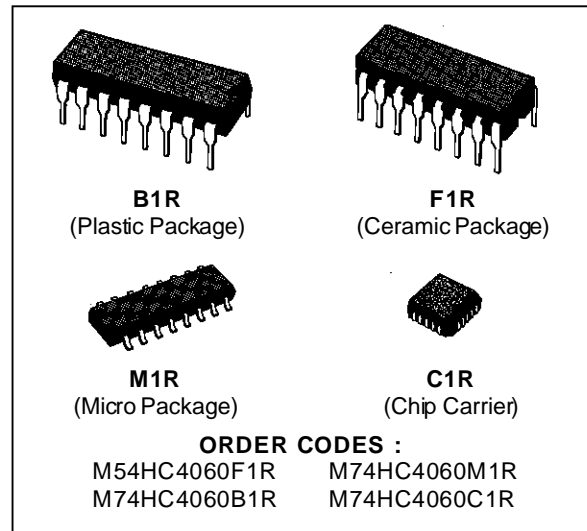 B1R
(Plastic Package)
F1R
(Ceramic Package)
M1R
(Micro Package)
C1R
(Chip Carrier)
ORDER CODES :
M54HC4060F1R M74HC4060M1R
M74HC4060B1R M74HC4060C1R